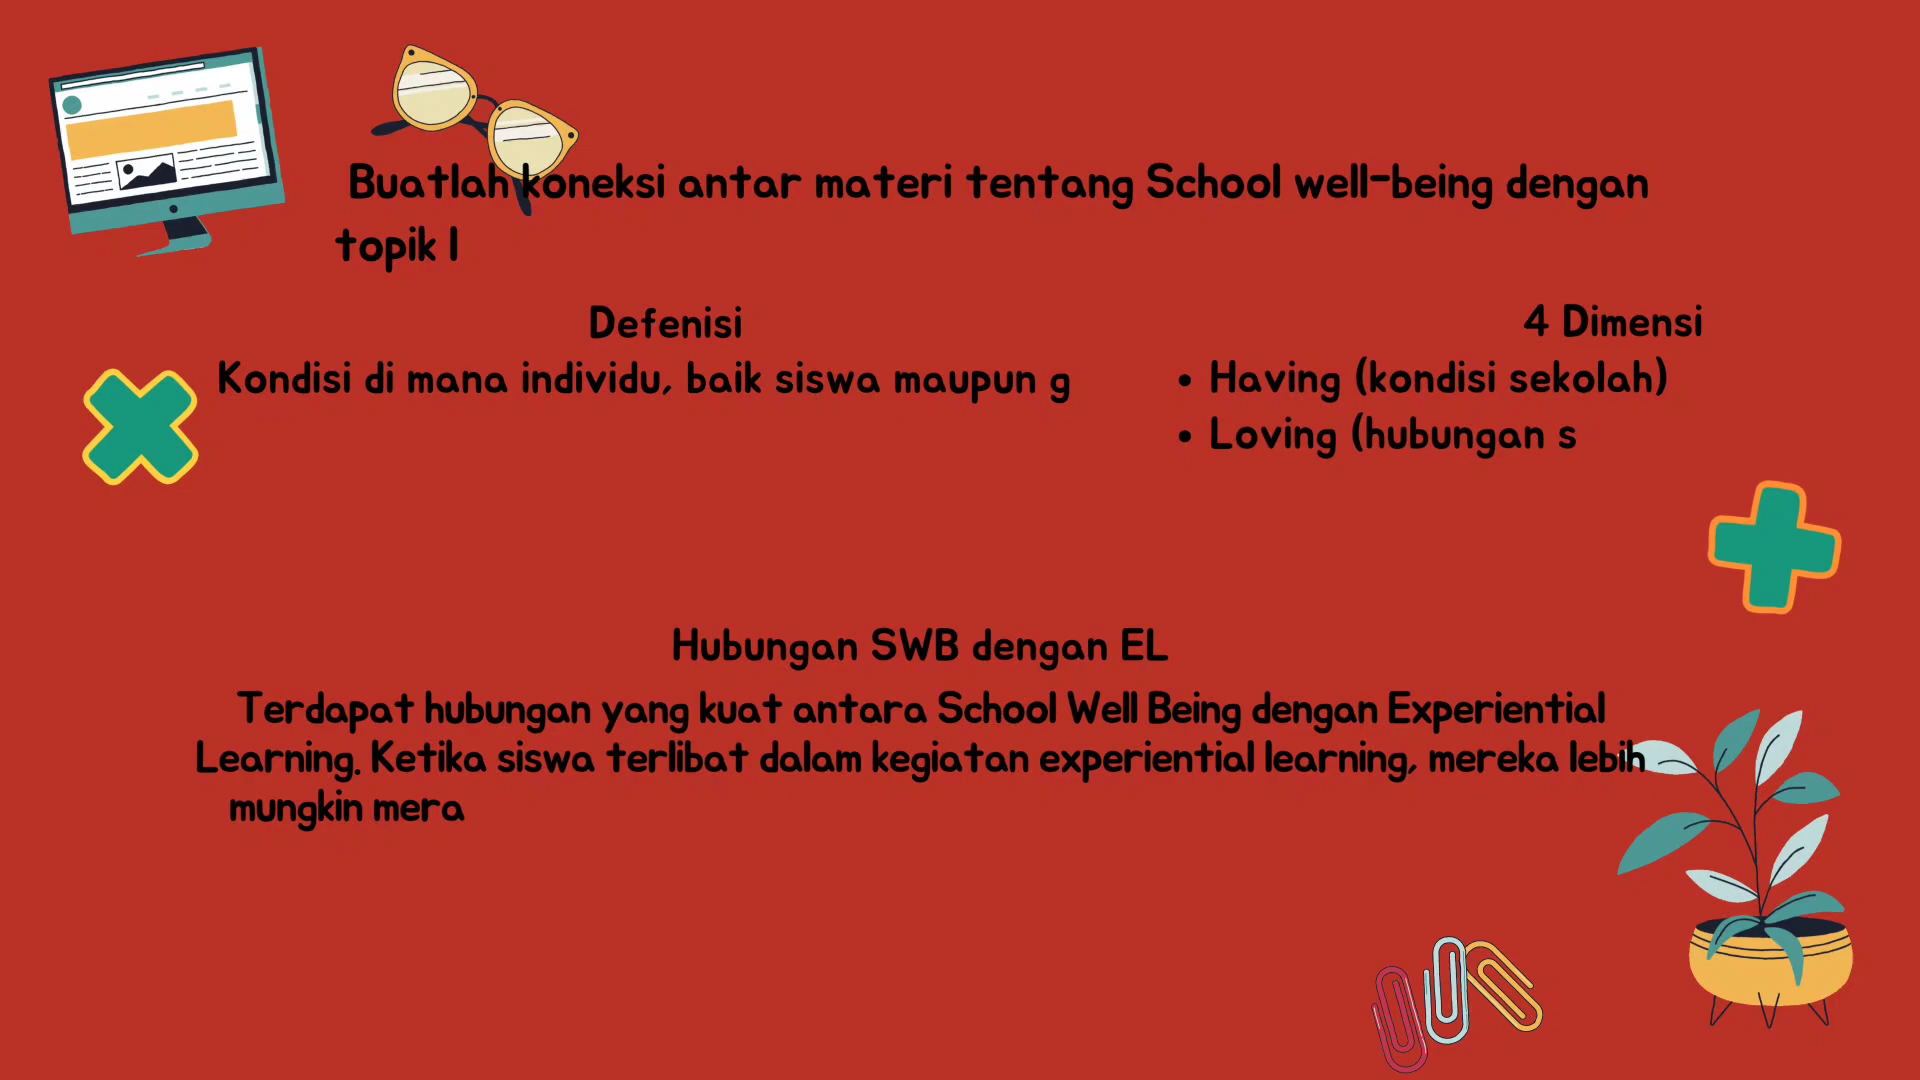 Buatlah koneksi antar materi tentang School well-being dengan
topik 1
Defenisi
Kondisi di mana individu, baik siswa maupun g
4 Dimensi
• Having (kondisi sekolah)
• Loving (hubungan s
Hubungan SWB dengan EL
Terdapat hubungan yang kuat antara School Well Being dengan Experiential
Learning. Ketika siswa terlibat dalam kegiatan experiential learning, mereka lebih
mungkin mera